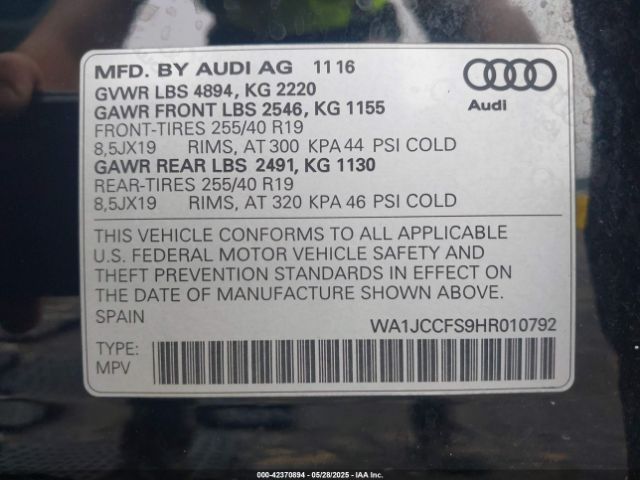 MFD. BY AUDI AG 11 16
GVWR LBS 4894, KG 2220
GAWR FRONT LBS 2546, KG 1155
FRONT-TIRES 255/40 R19
8,5JX19 RIMS, AT 300 KPA 44 PSI COLD
GAWR REAR LBS 2491, KG 1130
REAR-TIRES 255/40 R19
8,5JX19 RIMS, AT 320 KPA 46 PSI COLD
Audi
THIS VEHICLE CONFORMS TO ALL APPLICABLE
U.S. FEDERAL MOTOR VEHICLE SAFETY AND
THEFT PREVENTION STANDARDS IN EFFECT ON
THE DATE OF MANUFACTURE SHOWN ABOVE.
SPAIN WA1JCCFS9HR010792
TYPE:
MPV
000-42370894 | 05/28/2025 - IAA Inc.